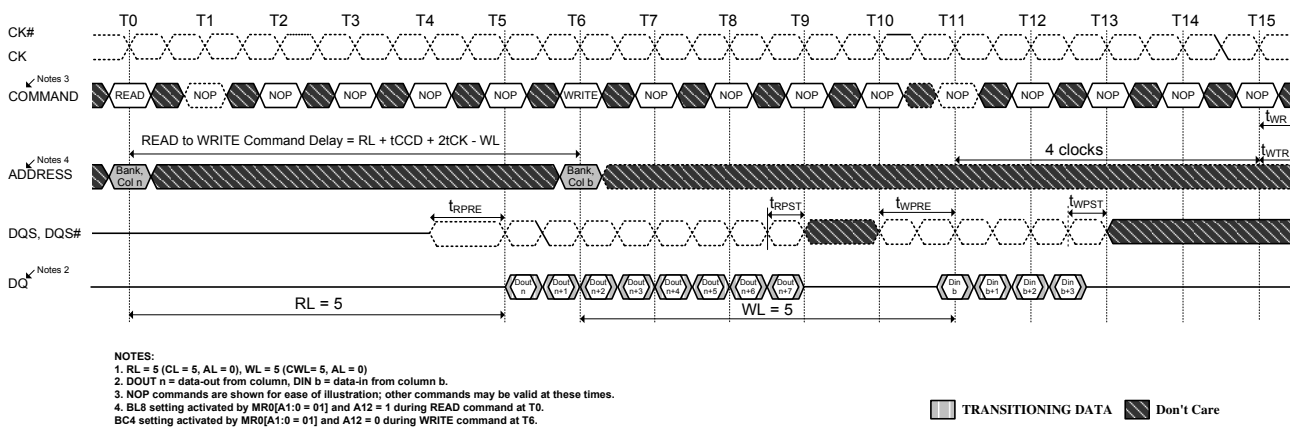 T0 T1 T2 T3 T4 T5 T6 T7 T8 T9 T10 T11 T12 T13 T14 T15
CK#
CK
Notes 3
COMMAND READ NOP NOP NOP NOP NOP WRITE NOP NOP NOP NOP NOP NOP NOP NOP NOP
tWR
READ to WRITE Command Delay = RL + tCCD + 2tCK - WL
4 clocks
tWTR
Notes 4
ADDRESS Bank, Col n Bank, Col b
tRPRE tRPST tWPRE tWPST
DQS, DQS#
Notes 2
DQ Dout n Dout n+1 Dout n+2 Dout n+3 Dout n+4 Dout n+5 Dout n+6 Dout n+7 Din b Din b+1 Din b+2 Din b+3
RL = 5 WL = 5
NOTES:
1. RL = 5 (CL = 5, AL = 0), WL = 5 (CWL= 5, AL = 0)
2. DOUT n = data-out from column, DIN b = data-in from column b.
3. NOP commands are shown for ease of illustration; other commands may be valid at these times.
4. BL8 setting activated by MR0[A1:0 = 01] and A12 = 1 during READ command at T0.
BC4 setting activated by MR0[A1:0 = 01] and A12 = 0 during WRITE command at T6.
TRANSITIONING DATA Don't Care